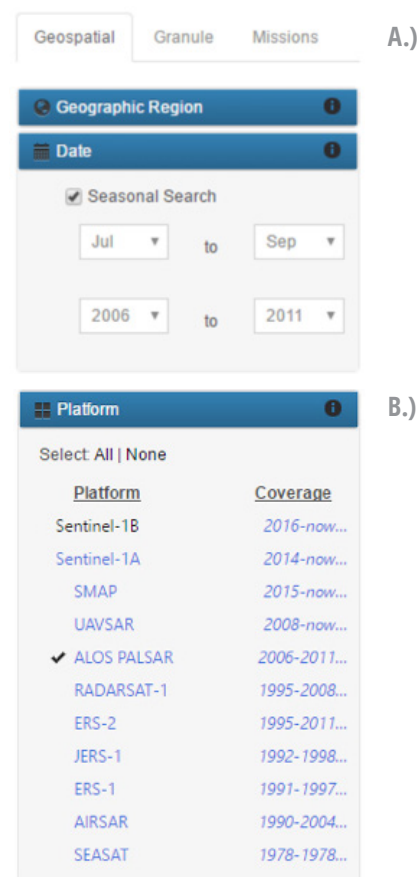 Geospatial Granule Missions A.)
Geographic Region
Date
Seasonal Search
Jul to Sep
2006 to 2011
Platform B.)
Select: All | None
Platform Coverage
Sentinel-1B 2016-now...
Sentinel-1A 2014-now...
SMAP 2015-now...
UAVSAR 2008-now...
ALOS PALSAR 2006-2011...
RADARSAT-1 1995-2008...
ERS-2 1995-2011...
JERS-1 1992-1998...
ERS-1 1991-1997...
AIRSAR 1990-2004...
SEASAT 1978-1978...